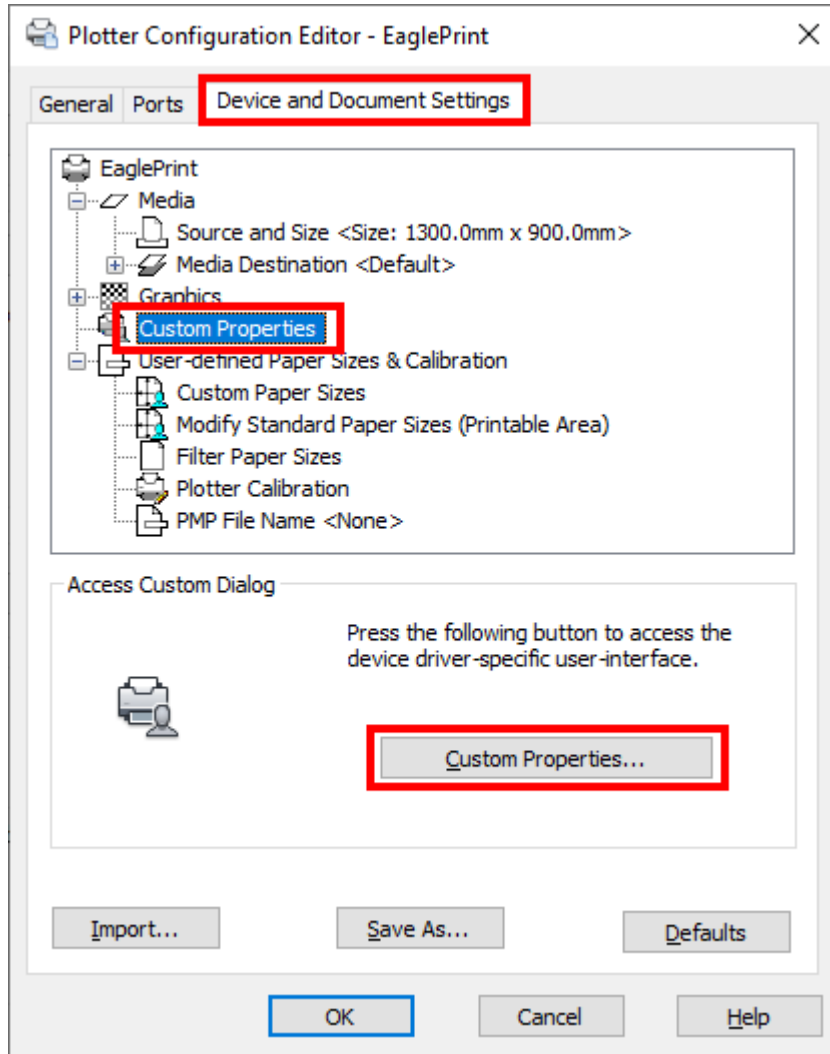 Plotter Configuration Editor - EaglePrint
General Ports Device and Document Settings
EaglePrint
Media
Source and Size <Size: 1300.0mm x 900.0mm>
Media Destination <Default>
Graphics
Custom Properties
User-defined Paper Sizes & Calibration
Custom Paper Sizes
Modify Standard Paper Sizes (Printable Area)
Filter Paper Sizes
Plotter Calibration
PMP File Name <None>
Access Custom Dialog
Press the following button to access the
device driver-specific user-interface.
Custom Properties...
Import... Save As... Defaults
OK Cancel Help